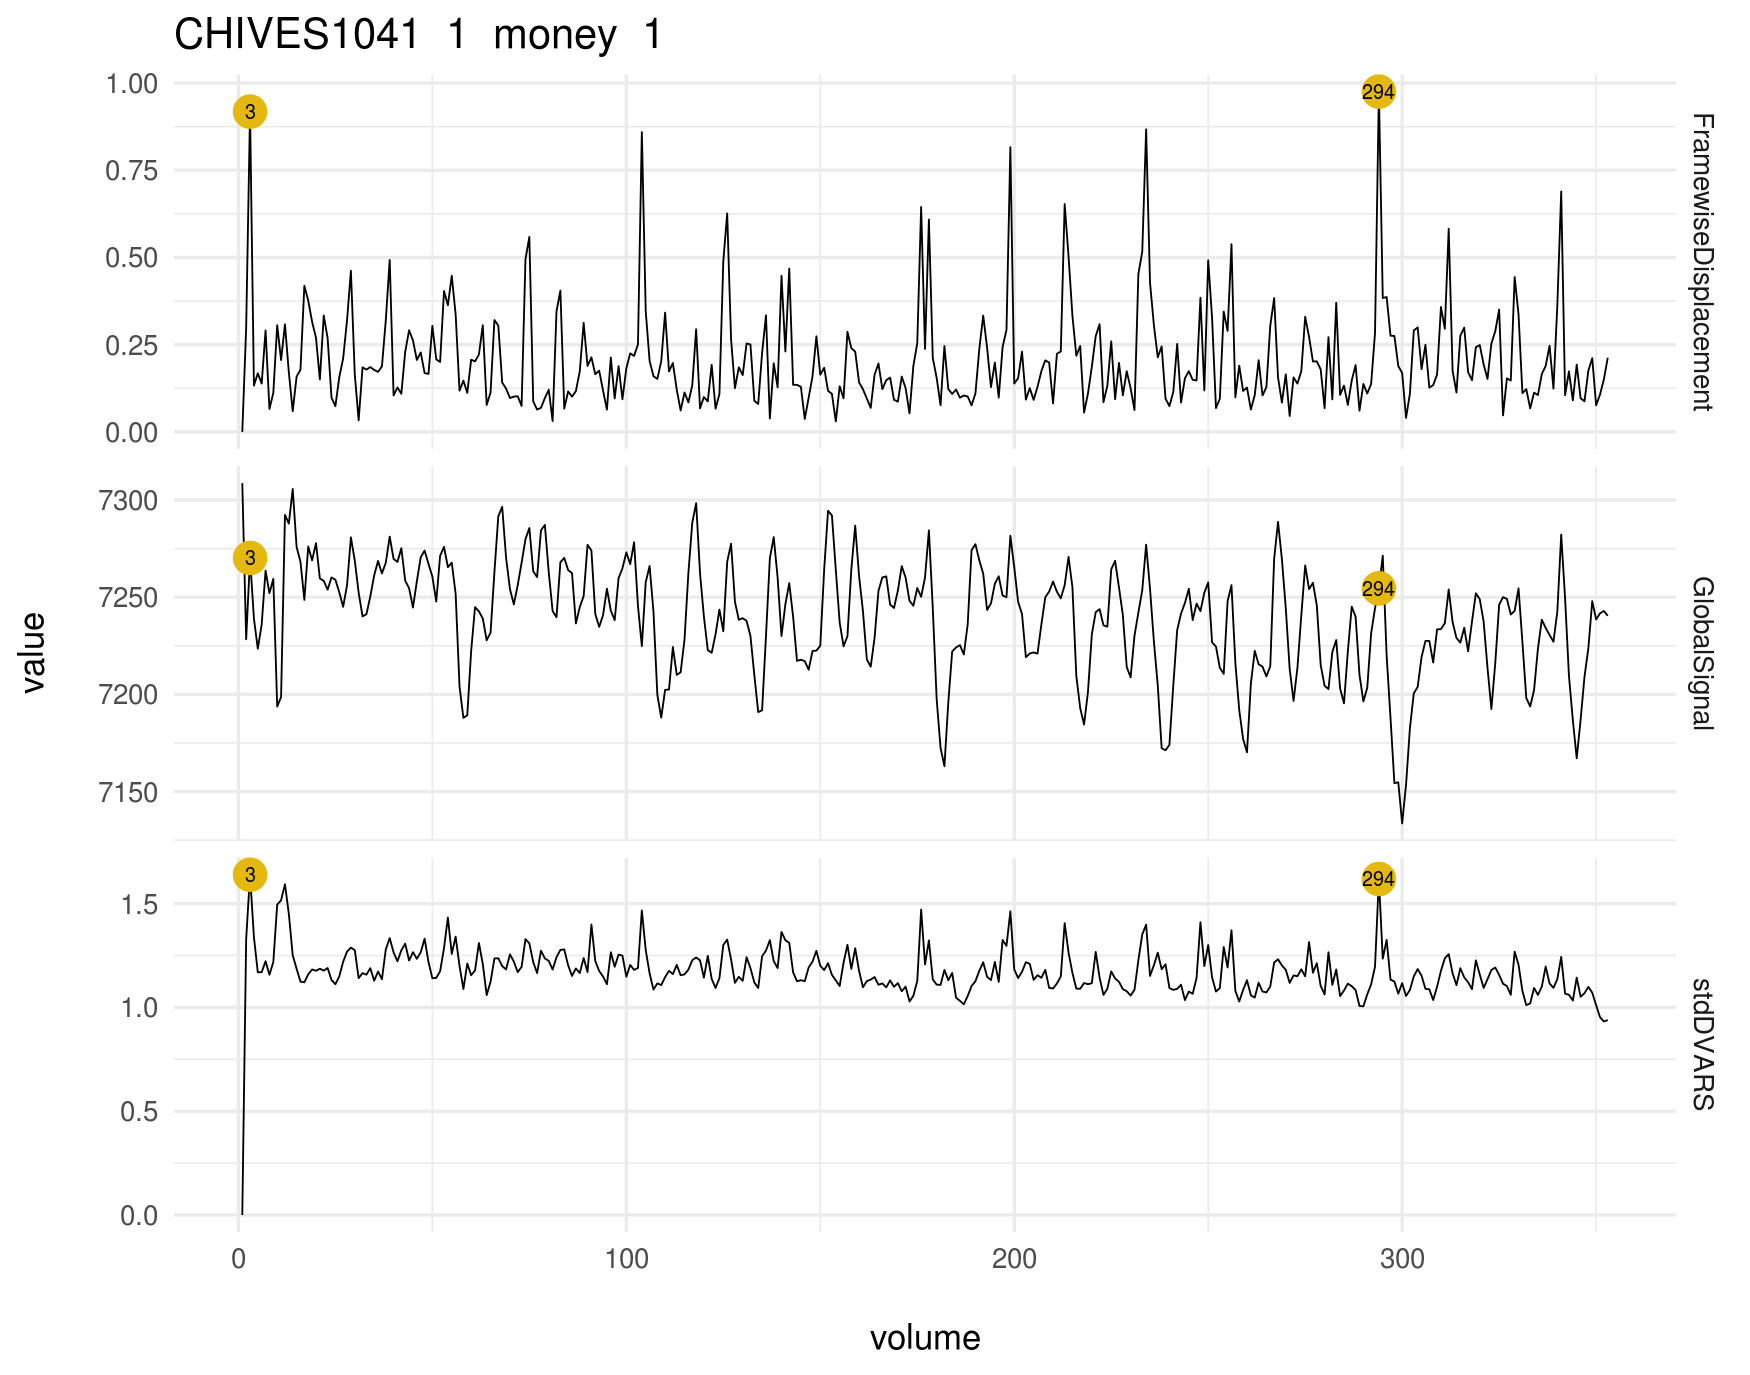 CHIVES1041 1 money 1
1.00
0.75
0.50
0.25
0.00
3
294
FramewiseDisplacement
7300
7250
7200
7150
3
294
GlobalSignal
value
1.5
1.0
0.5
0.0
3
294
stdDVARS
0 100 200 300
volume